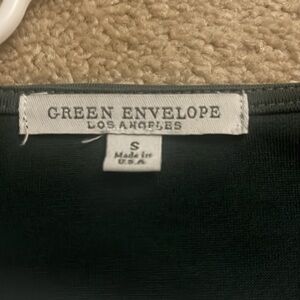 GREEN ENVELOPE
LOS ANGELES
S
Made in
U.S.A